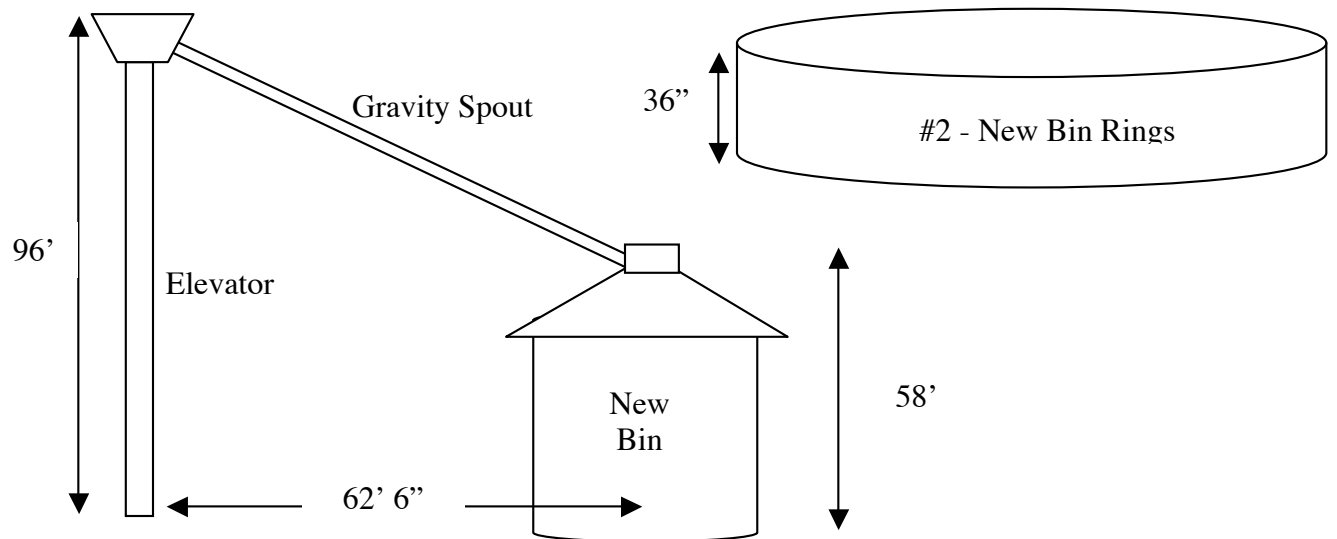 Gravity Spout
36”
#2 - New Bin Rings
96’
Elevator
58’
New
Bin
62’ 6”